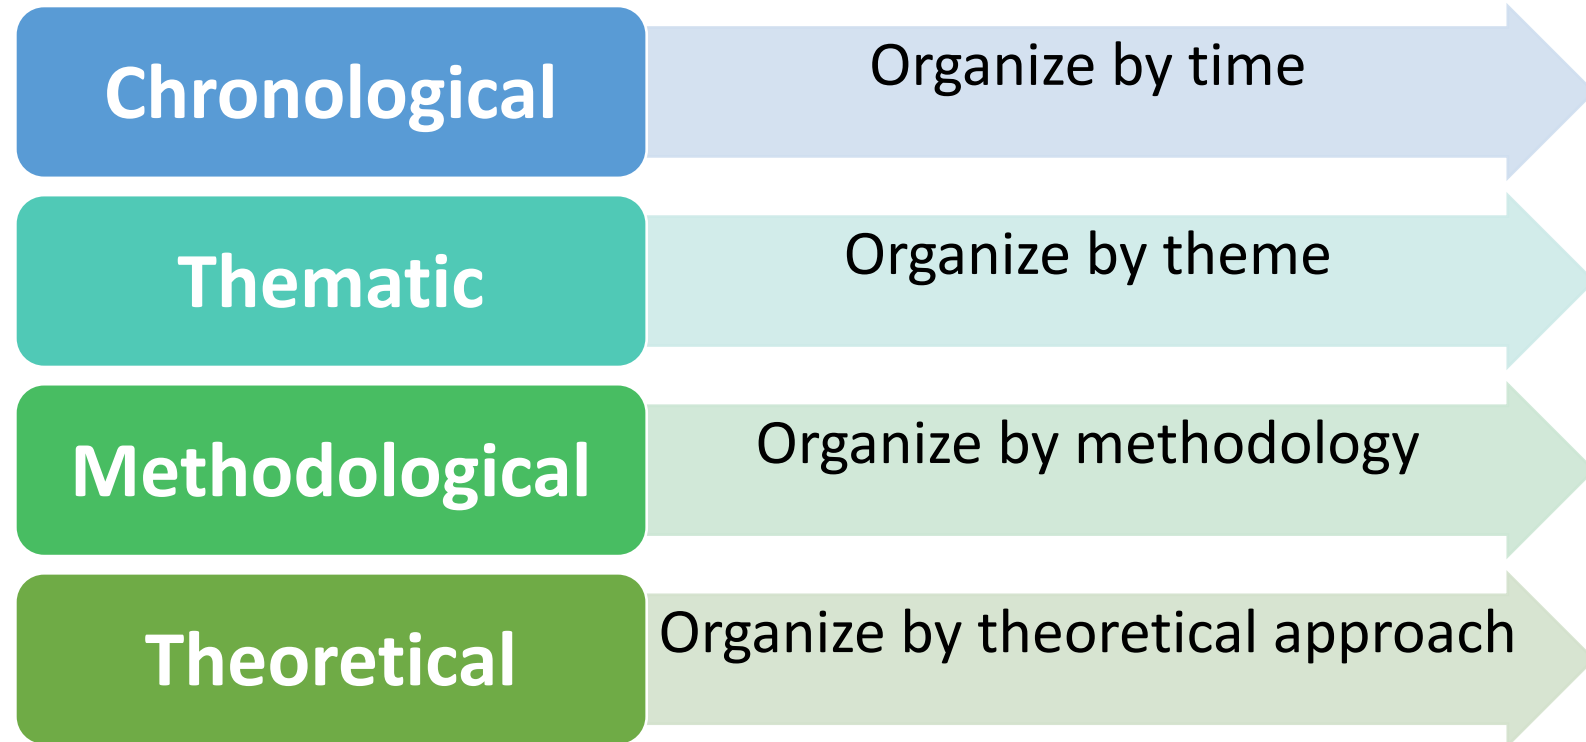 Chronological
Organize by time
Thematic
Organize by theme
Methodological
Organize by methodology
Theoretical
Organize by theoretical approach